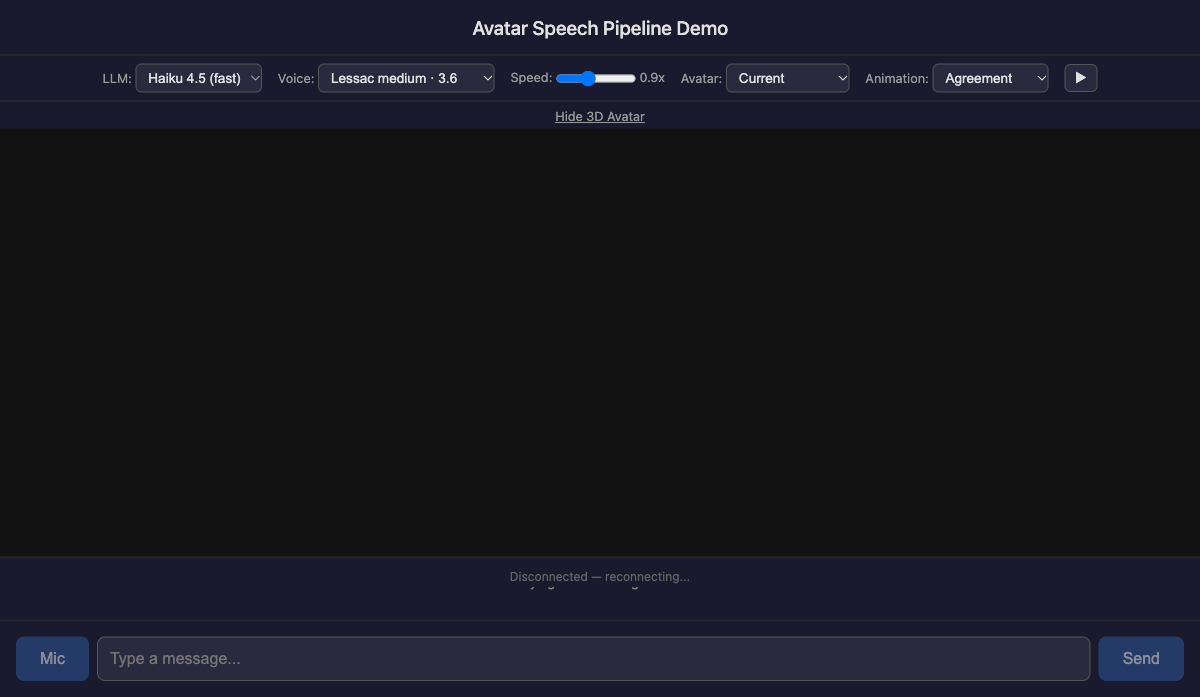 Avatar Speech Pipeline Demo
LLM: Haiku 4.5 (fast) Voice: Lessac medium · 3.6 Speed: 0.9x Avatar: Current Animation: Agreement
Hide 3D Avatar
Disconnected — reconnecting...
Mic Type a message... Send